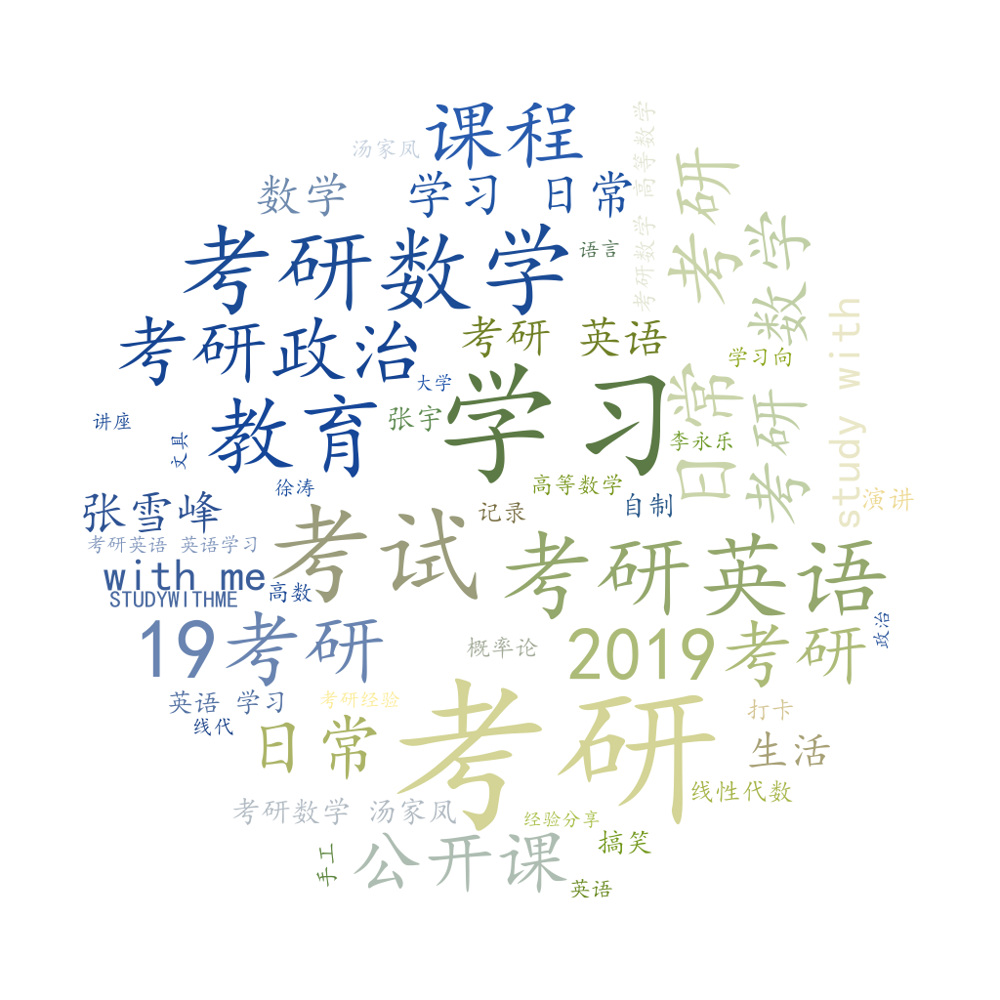 课程
汤家凤
考研数学 高等数学
考研 数学
数学
学习 日常
考研数学
语言
考研政治
考研 英语
学习向
study with
大学
日常
考研
教育
张宇
学习
讲座
文具
李永乐
徐涛
高等数学
张雪峰
记录
自制
演讲
考研英语 英语学习
考试
考研英语
with me
STUDYWITHME
高数
19考研
概率论
2019考研
政治
英语 学习
考研经验
线代
日常
考研
打卡
生活
线性代数
考研数学 汤家凤
经验分享
公开课
搞笑
手工
英语